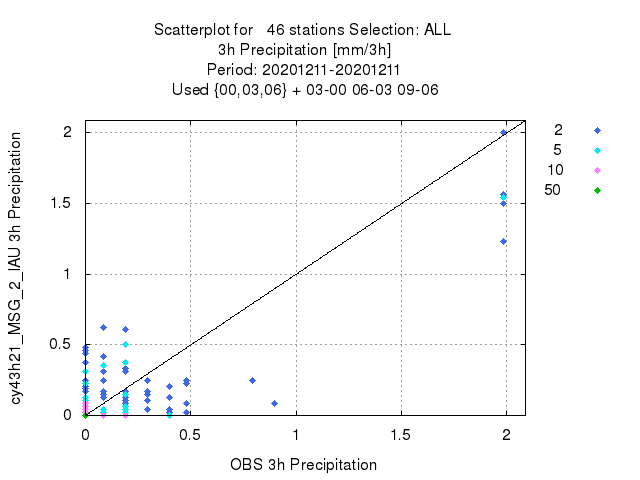 Scatterplot for   46 stations Selection: ALL
3h Precipitation [mm/3h]
Period: 20201211-20201211
Used {00,03,06} + 03-00 06-03 09-06
cy43h21_MSG_2_IAU 3h Precipitation
2
1.5
1
0.5
0
0 0.5 1 1.5 2
OBS 3h Precipitation
2
5
10
50